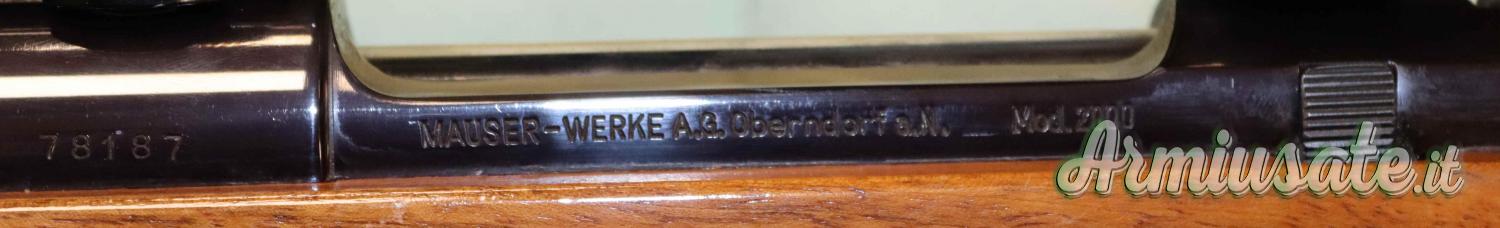 78187
MAUSER-WERKE A.G. Oberndorf a.N. Mod. 2000
Armiusate.it